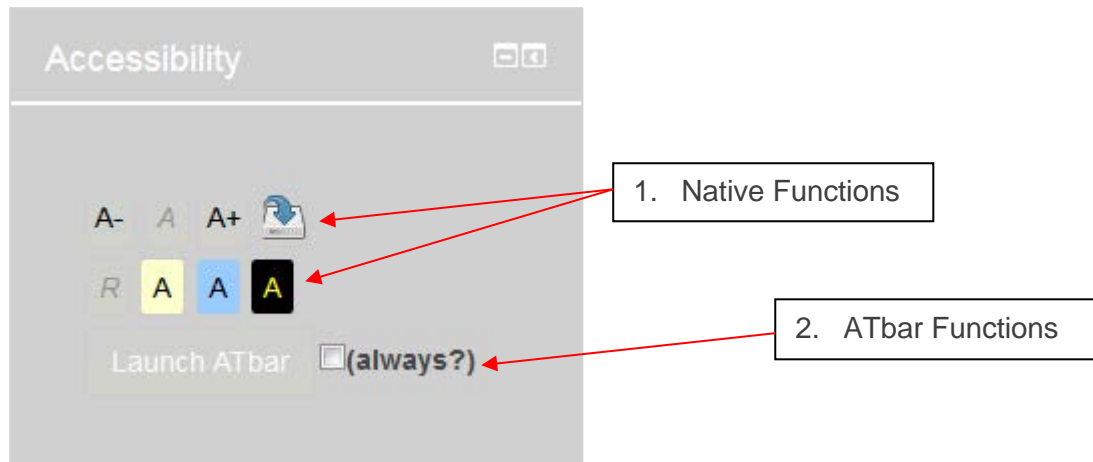 Accessibility
1. Native Functions
A- A A+
R A A A
2. ATbar Functions
Launch ATbar (always?)